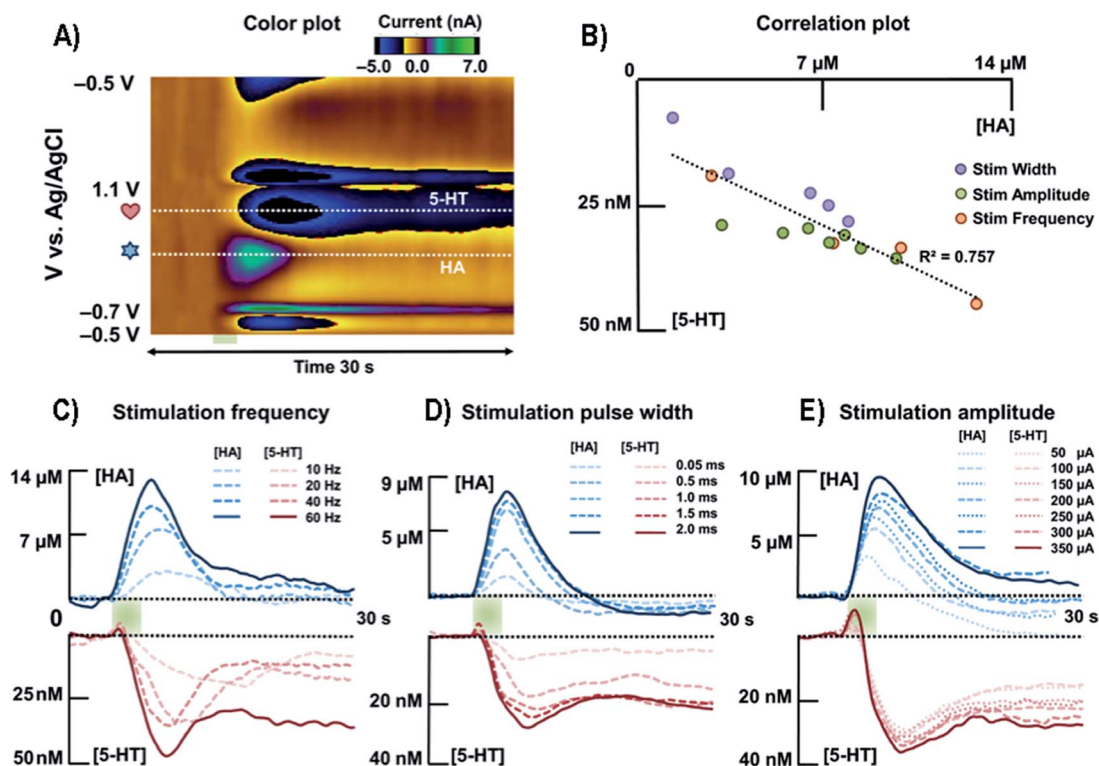 A)
Color plot
Current (nA)
−5.0 0.0 7.0
−0.5 V
1.1 V
−0.7 V
−0.5 V
V vs. Ag/AgCl
5-HT
HA
Time 30 s
B)
Correlation plot
0
7 µM
14 µM
[HA]
Stim Width
Stim Amplitude
Stim Frequency
25 nM
R² = 0.757
50 nM
[5-HT]
C)
Stimulation frequency
[HA] [5-HT]
10 Hz
20 Hz
40 Hz
60 Hz
14 µM
[HA]
7 µM
0
25 nM
50 nM
[5-HT]
D)
Stimulation pulse width
[HA] [5-HT]
0.05 ms
0.5 ms
1.0 ms
1.5 ms
2.0 ms
9 µM
[HA]
5 µM
30 s
20 nM
40 nM
[5-HT]
E)
Stimulation amplitude
[HA] [5-HT]
50 µA
100 µA
150 µA
200 µA
250 µA
300 µA
350 µA
10 µM
[HA]
5 µM
30 s
20 nM
40 nM
[5-HT]